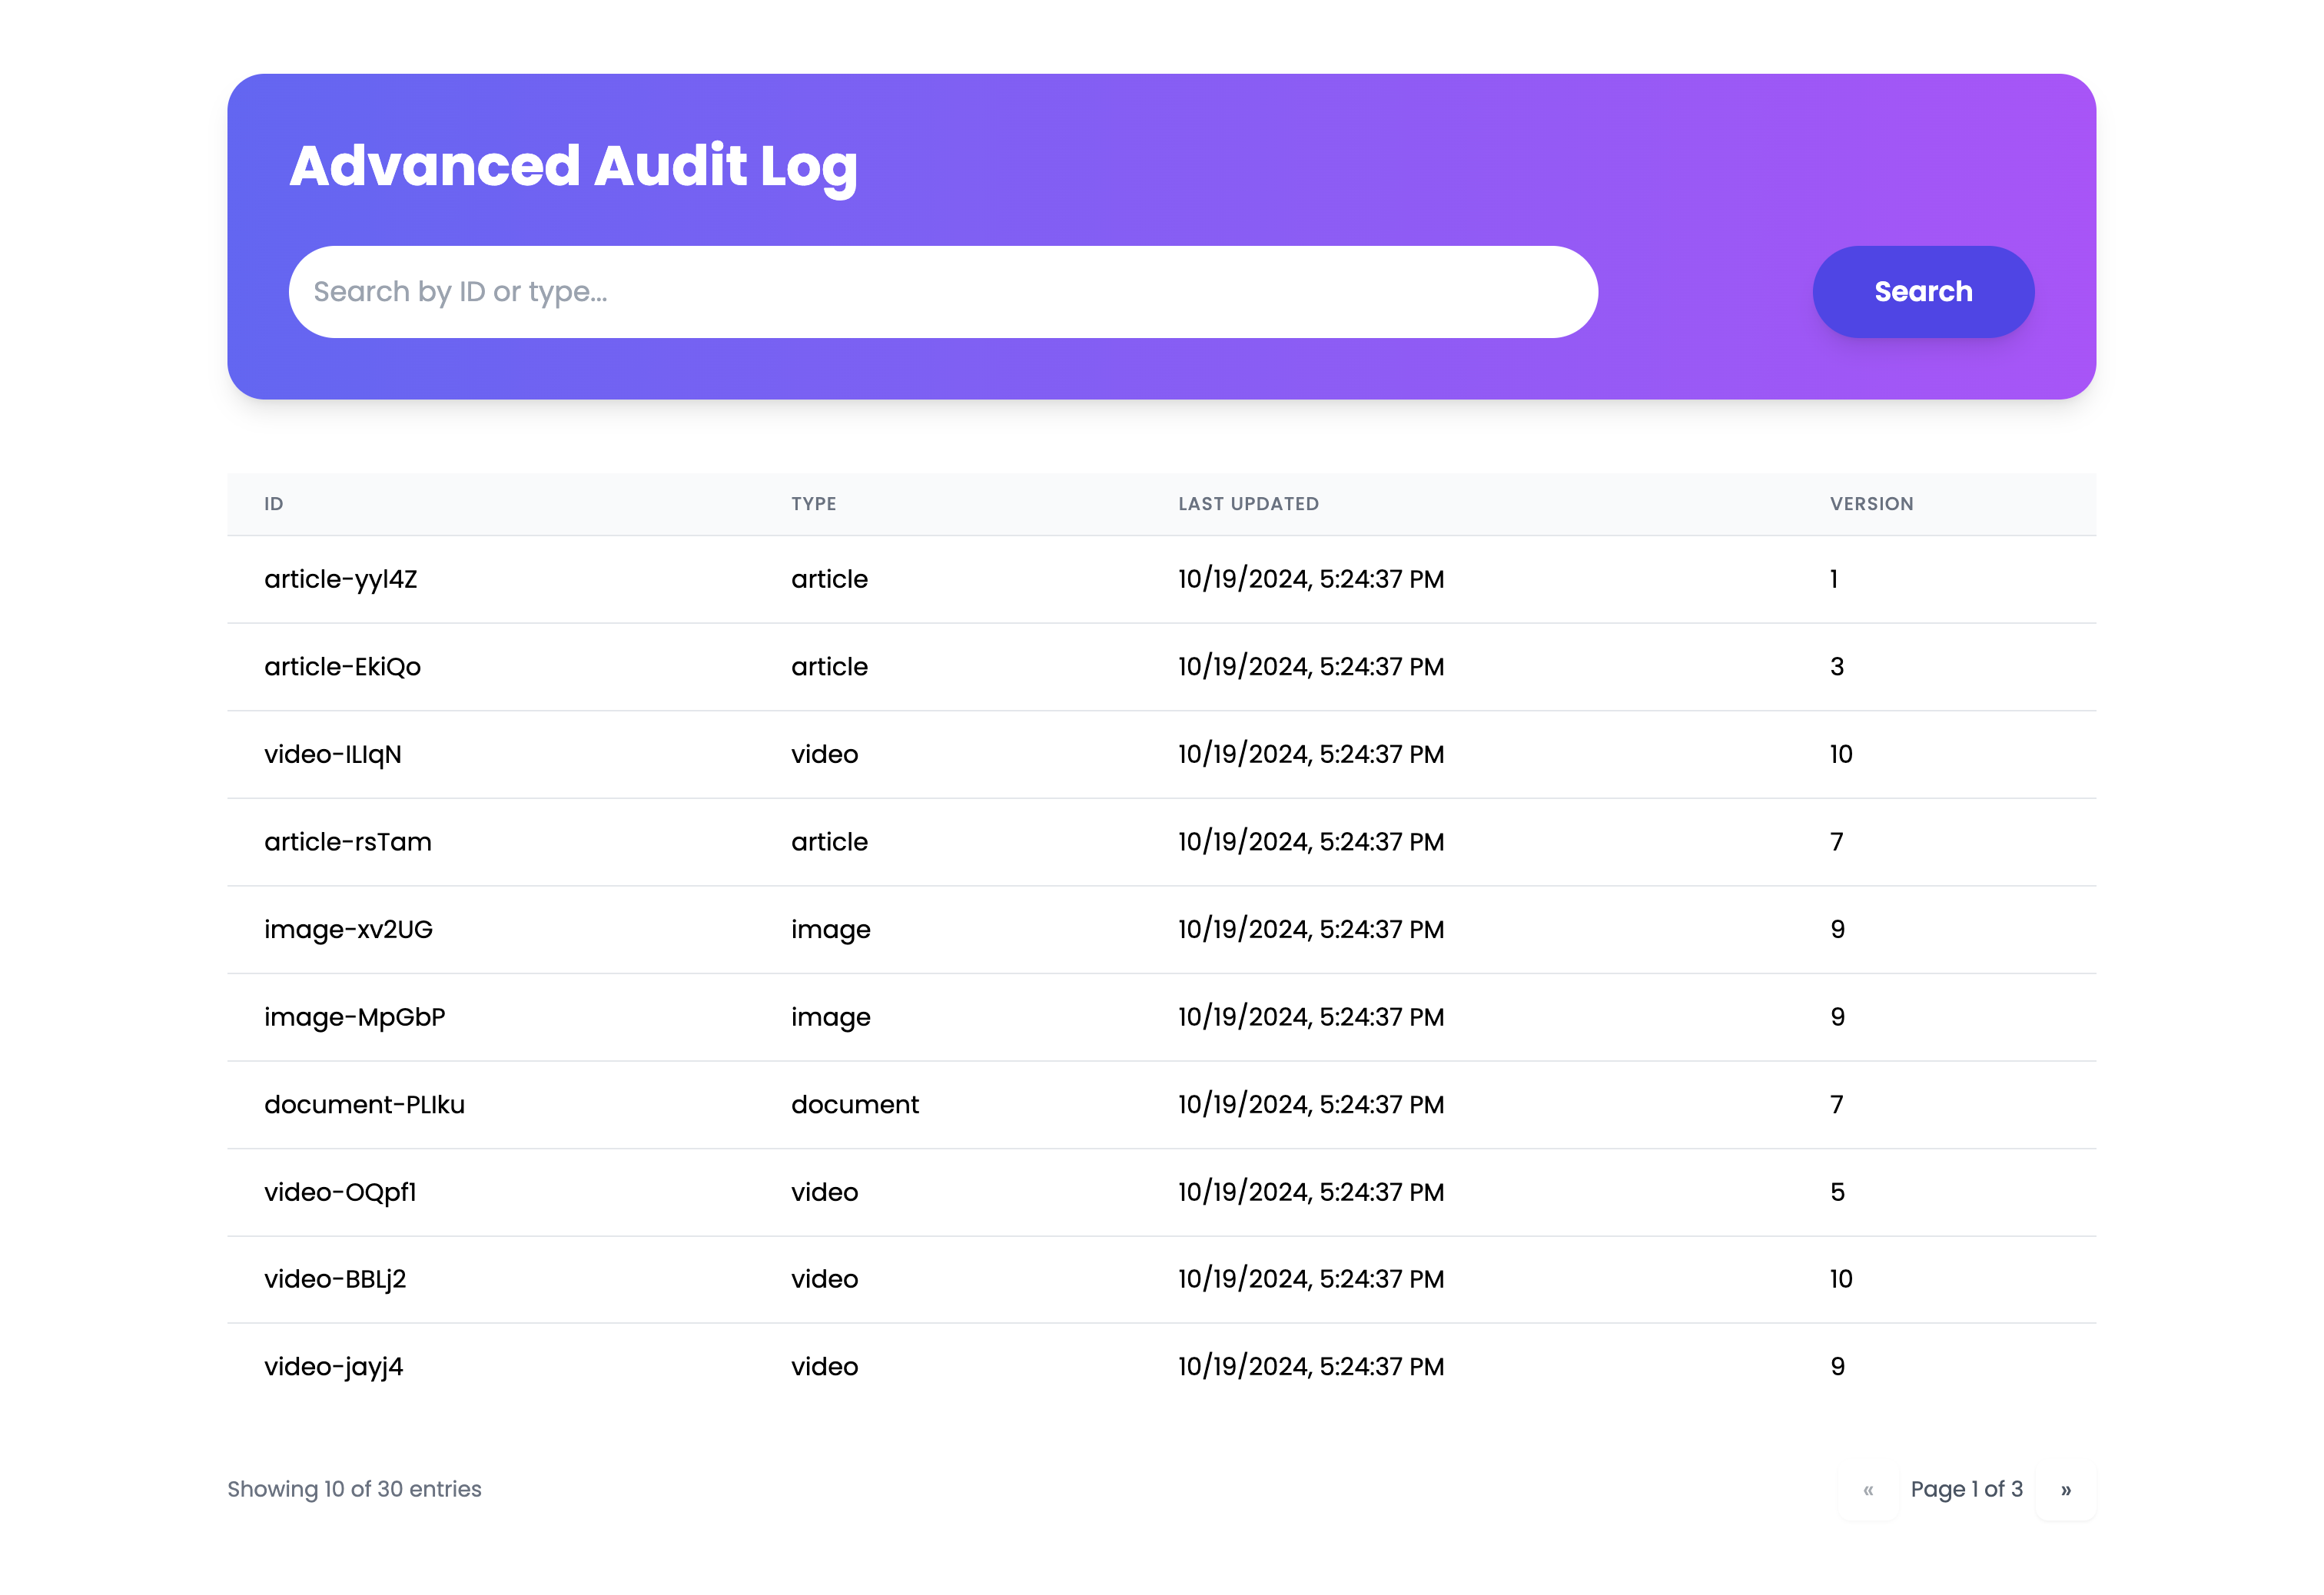 Advanced Audit Log
Search by ID or type...
Search
ID TYPE LAST UPDATED VERSION
article-yyl4Z article 10/19/2024, 5:24:37 PM 1
article-EkiQo article 10/19/2024, 5:24:37 PM 3
video-ILIqN video 10/19/2024, 5:24:37 PM 10
article-rsTam article 10/19/2024, 5:24:37 PM 7
image-xv2UG image 10/19/2024, 5:24:37 PM 9
image-MpGbP image 10/19/2024, 5:24:37 PM 9
document-PLIku document 10/19/2024, 5:24:37 PM 7
video-OQpf1 video 10/19/2024, 5:24:37 PM 5
video-BBLj2 video 10/19/2024, 5:24:37 PM 10
video-jayj4 video 10/19/2024, 5:24:37 PM 9
Showing 10 of 30 entries
« Page 1 of 3 »